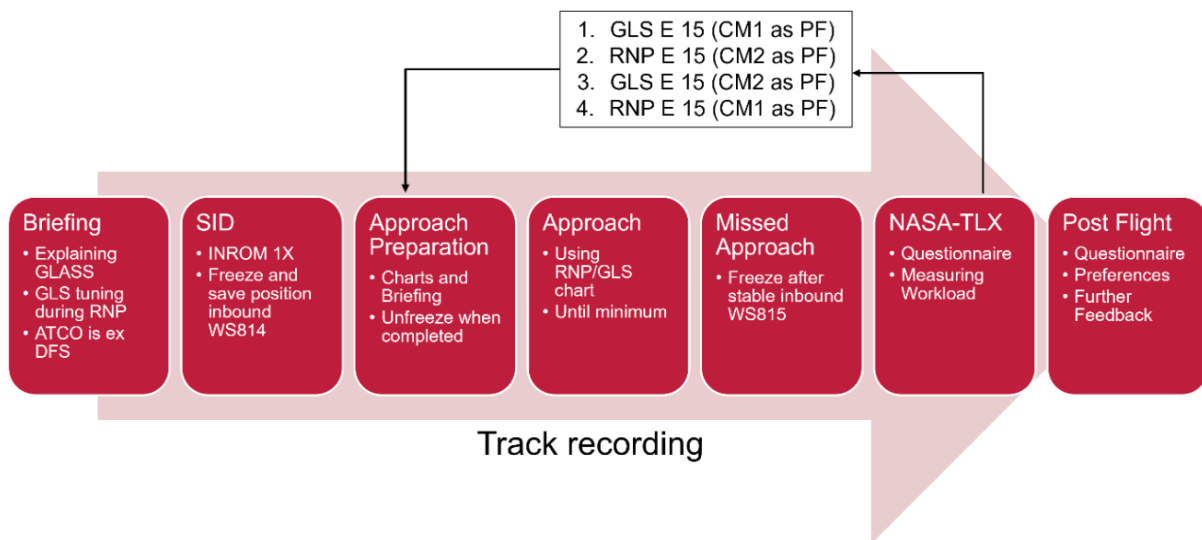 1. GLS E 15 (CM1 as PF)
2. RNP E 15 (CM2 as PF)
3. GLS E 15 (CM2 as PF)
4. RNP E 15 (CM1 as PF)
Briefing
• Explaining
GLASS
• GLS tuning
during RNP
• ATCO is ex
DFS
SID
• INROM 1X
• Freeze and
save position
inbound
WS814
Approach
Preparation
• Charts and
Briefing
• Unfreeze when
completed
Approach
• Using
RNP/GLS
chart
• Until minimum
Missed
Approach
• Freeze after
stable inbound
WS815
NASA-TLX
• Questionnaire
• Measuring
Workload
Post Flight
• Questionnaire
• Preferences
• Further
Feedback
Track recording